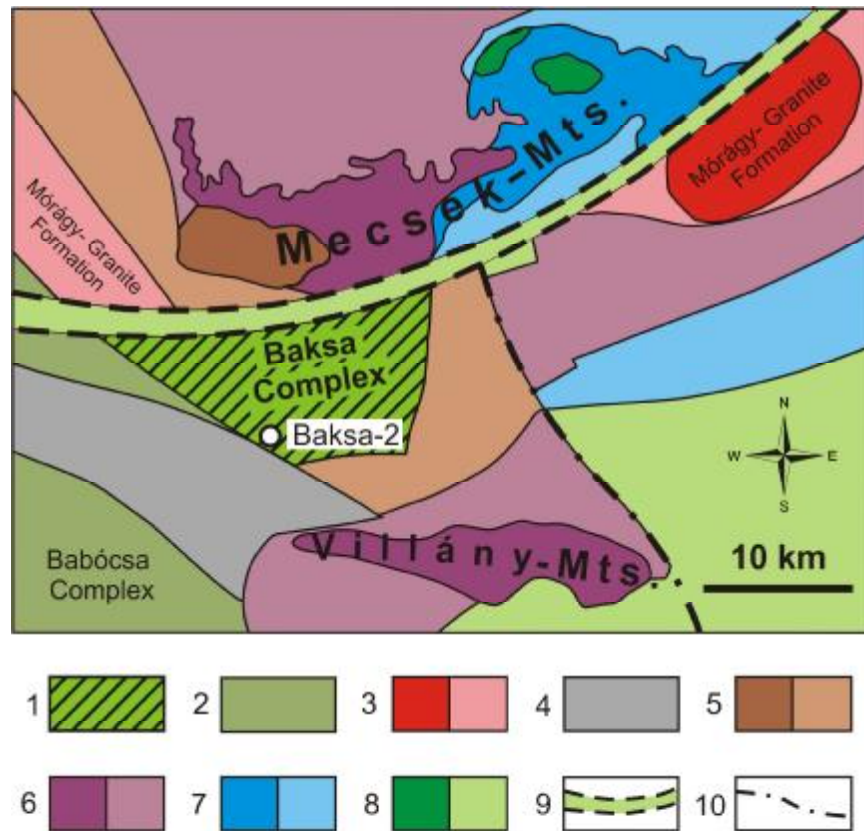 Mórágy- Granite
Formation
Mecsek-Mts.
Mórágy- Granite
Formation
Baksa
Complex
Baksa-2
N
W E
S
Babócsa
Complex
Villány-Mts.
10 km
1 2 3 4 5
6 7 8 9 10